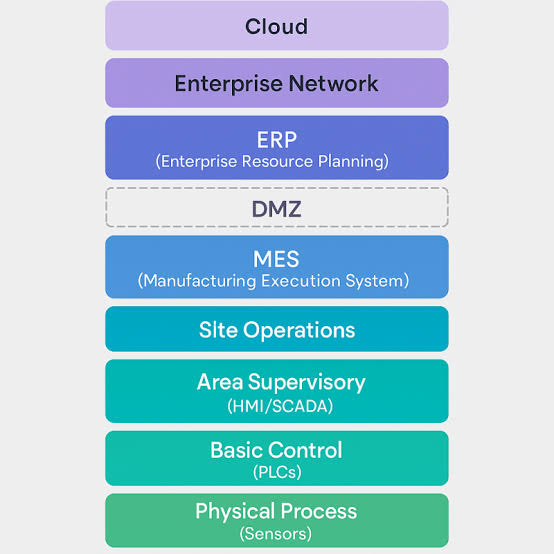 Cloud
Enterprise Network
ERP
(Enterprise Resource Planning)
DMZ
MES
(Manufacturing Execution System)
Slte Operations
Area Supervisory
(HMI/SCADA)
Basic Control
(PLCs)
Physical Process
(Sensors)